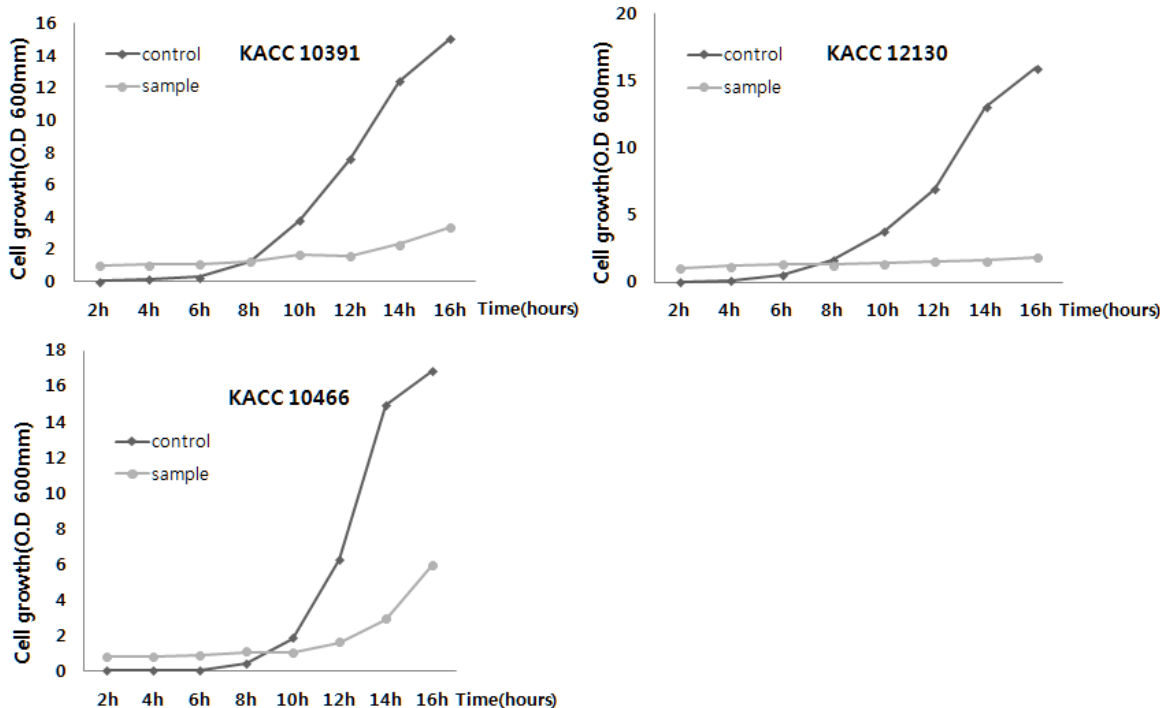 Cell growth(O.D 600mm)
16
14
12
10
8
6
4
2
0
control
sample
KACC 10391
2h 4h 6h 8h 10h 12h 14h 16h Time(hours)
Cell growth(O.D 600mm)
20
15
10
5
0
control
sample
KACC 12130
2h 4h 6h 8h 10h 12h 14h 16h Time(hours)
Cell growth(O.D 600mm)
18
16
14
12
10
8
6
4
2
0
KACC 10466
control
sample
2h 4h 6h 8h 10h 12h 14h 16h Time(hours)